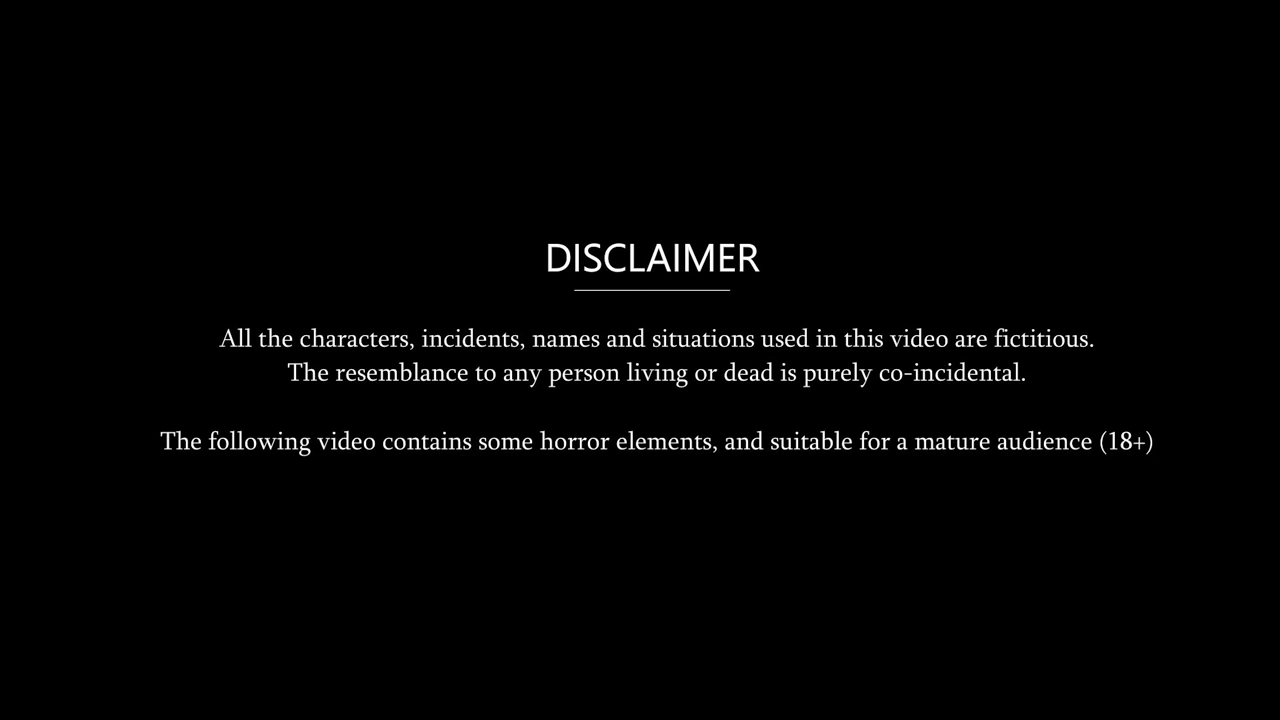 DISCLAIMER
All the characters, incidents, names and situations used in this video are fictitious.
The resemblance to any person living or dead is purely co-incidental.
The following video contains some horror elements, and suitable for a mature audience (18+)